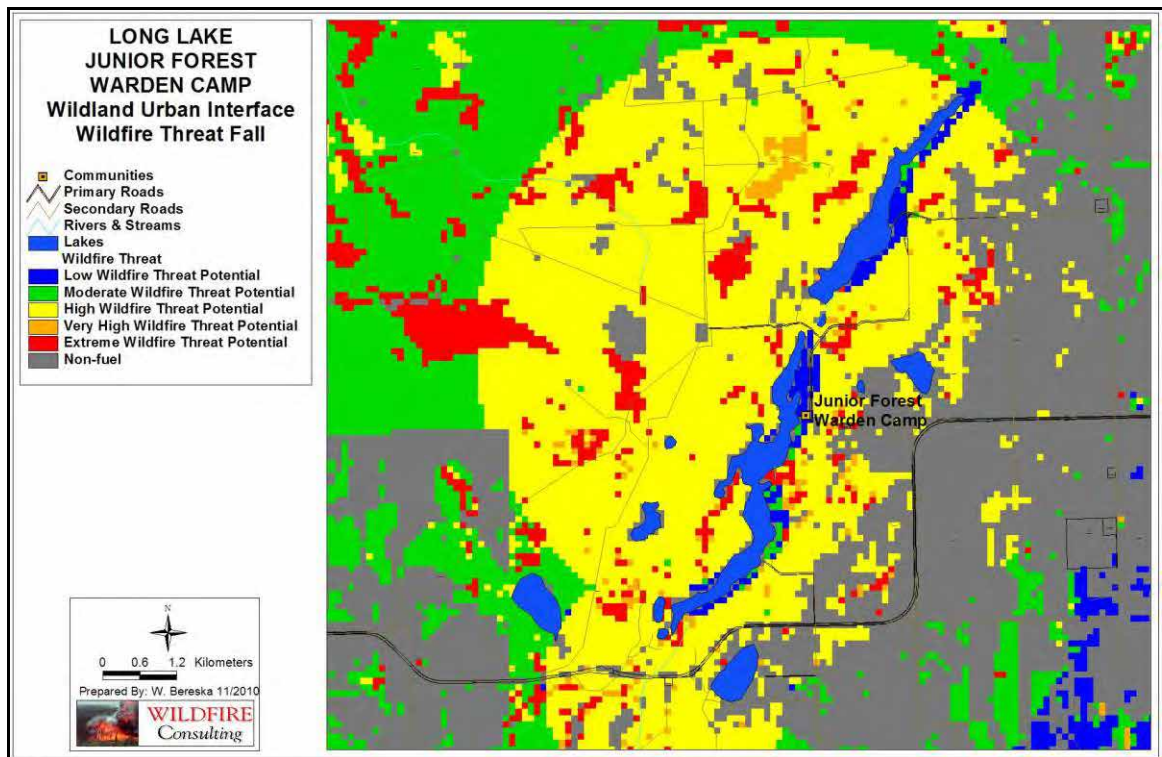 LONG LAKE
JUNIOR FOREST
WARDEN CAMP
Wildland Urban Interface
Wildfire Threat Fall
Communities
Primary Roads
Secondary Roads
Rivers & Streams
Lakes
Wildfire Threat
Low Wildfire Threat Potential
Moderate Wildfire Threat Potential
High Wildfire Threat Potential
Very High Wildfire Threat Potential
Extreme Wildfire Threat Potential
Non-fuel
Junior Forest
Warden Camp
N
0 0.6 1.2 Kilometers
Prepared By: W. Bereska 11/2010
WILDFIRE
Consulting